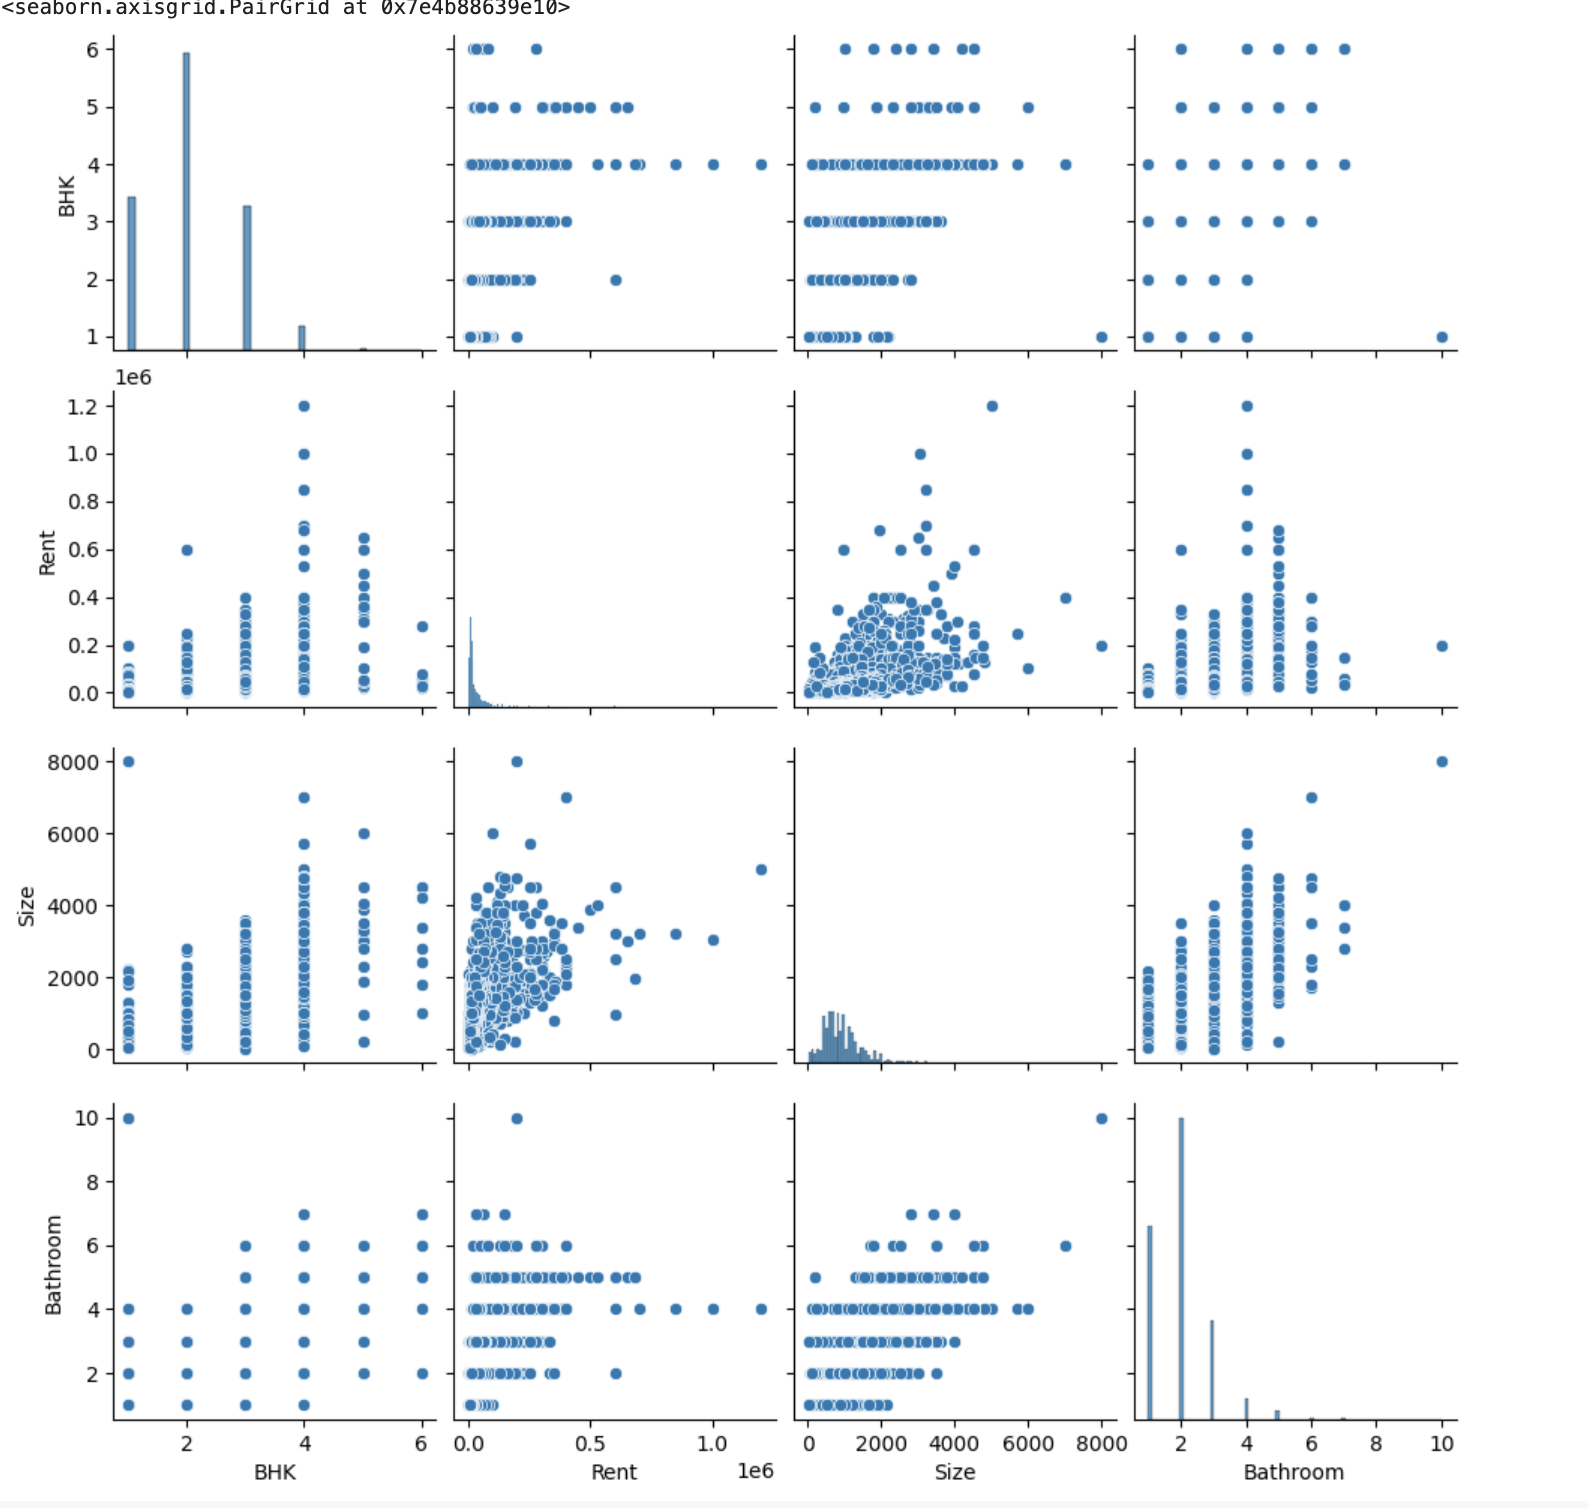 <seaborn.axisgrid.PairGrid at 0x7e4b88639e10>
6
5
4
3
2
1
BHK
1e6
1.2
1.0
0.8
0.6
0.4
0.2
0.0
Rent
8000
6000
4000
2000
0
Size
10
8
6
4
2
Bathroom
2 4 6 0.0 0.5 1.0 0 2000 4000 6000 8000 2 4 6 8 10
BHK Rent 1e6 Size Bathroom